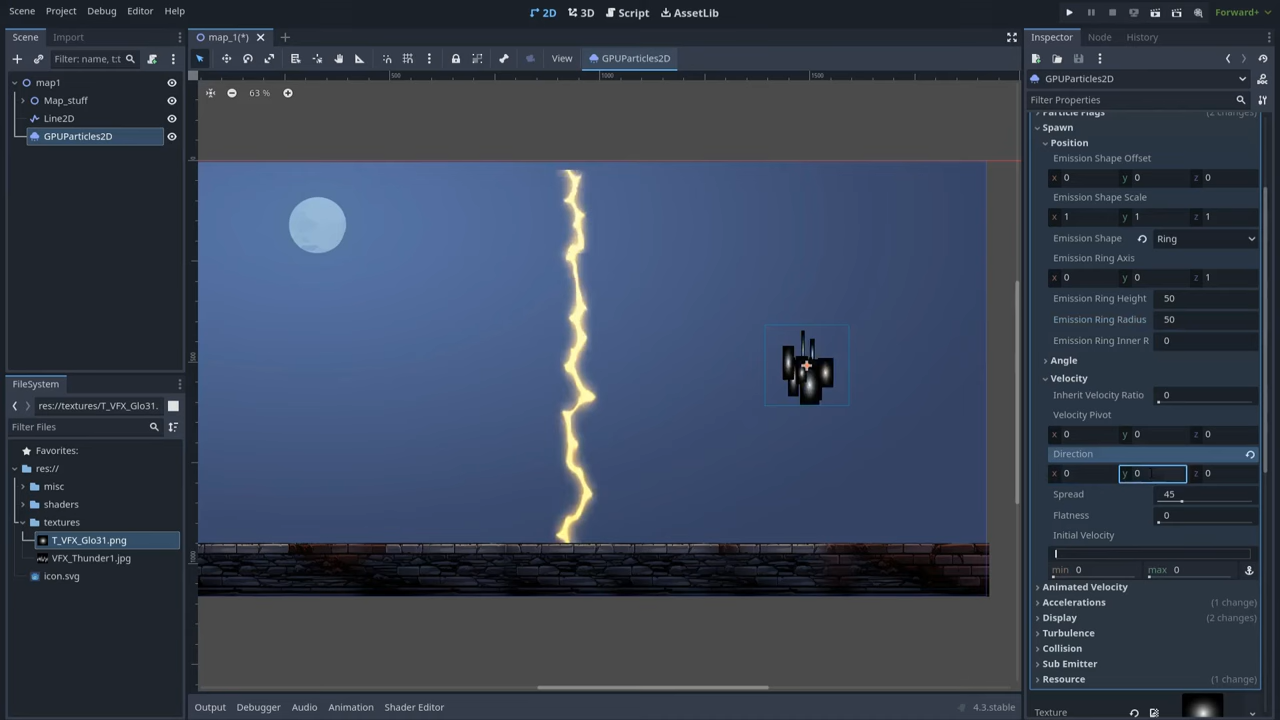 Scene Project Debug Editor Help
2D 3D Script AssetLib
Forward+
Scene Import
map_1(*)
Inspector Node History
Filter: name, t:t
View GPUParticles2D
map1
Map_stuff
Line2D
GPUParticles2D
500 1000 1500
63 %
GPUParticles2D
Filter Properties
Particle Flags (2 changes)
Spawn
Position
Emission Shape Offset
x 0 y 0 z 0
Emission Shape Scale
x 1 y 1 z 1
Emission Shape Ring
Emission Ring Axis
x 0 y 0 z 1
Emission Ring Height 50
Emission Ring Radius 50
Emission Ring Inner R 0
Angle
Velocity
Inherit Velocity Ratio 0
Velocity Pivot
x 0 y 0 z 0
Direction
x 0 y 0 z 0
Spread 45
Flatness 0
Initial Velocity
min 0 max 0
Animated Velocity
Accelerations (1 change)
Display (2 changes)
Turbulence
Collision
Sub Emitter
Resource (1 change)
Texture
FileSystem
res://textures/T_VFX_Glo31.
Filter Files
Favorites:
res://
misc
shaders
textures
T_VFX_Glo31.png
VFX_Thunder1.jpg
icon.svg
Output Debugger Audio Animation Shader Editor
4.3.stable